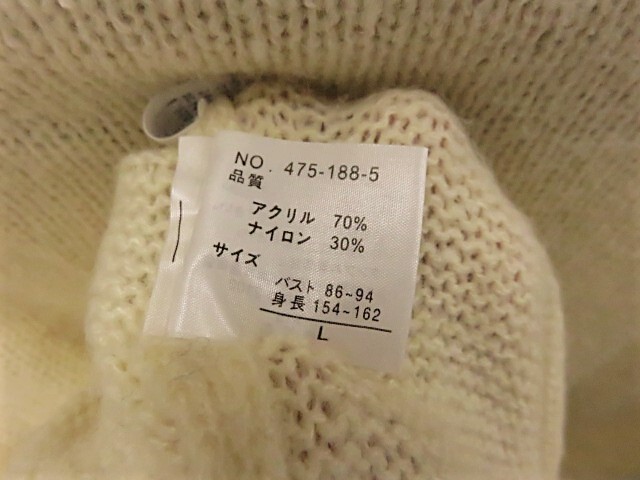 NO. 475-188-5
品質
アクリル 70%
ナイロン 30%
サイズ
バスト 86~94
身長 154~162
L